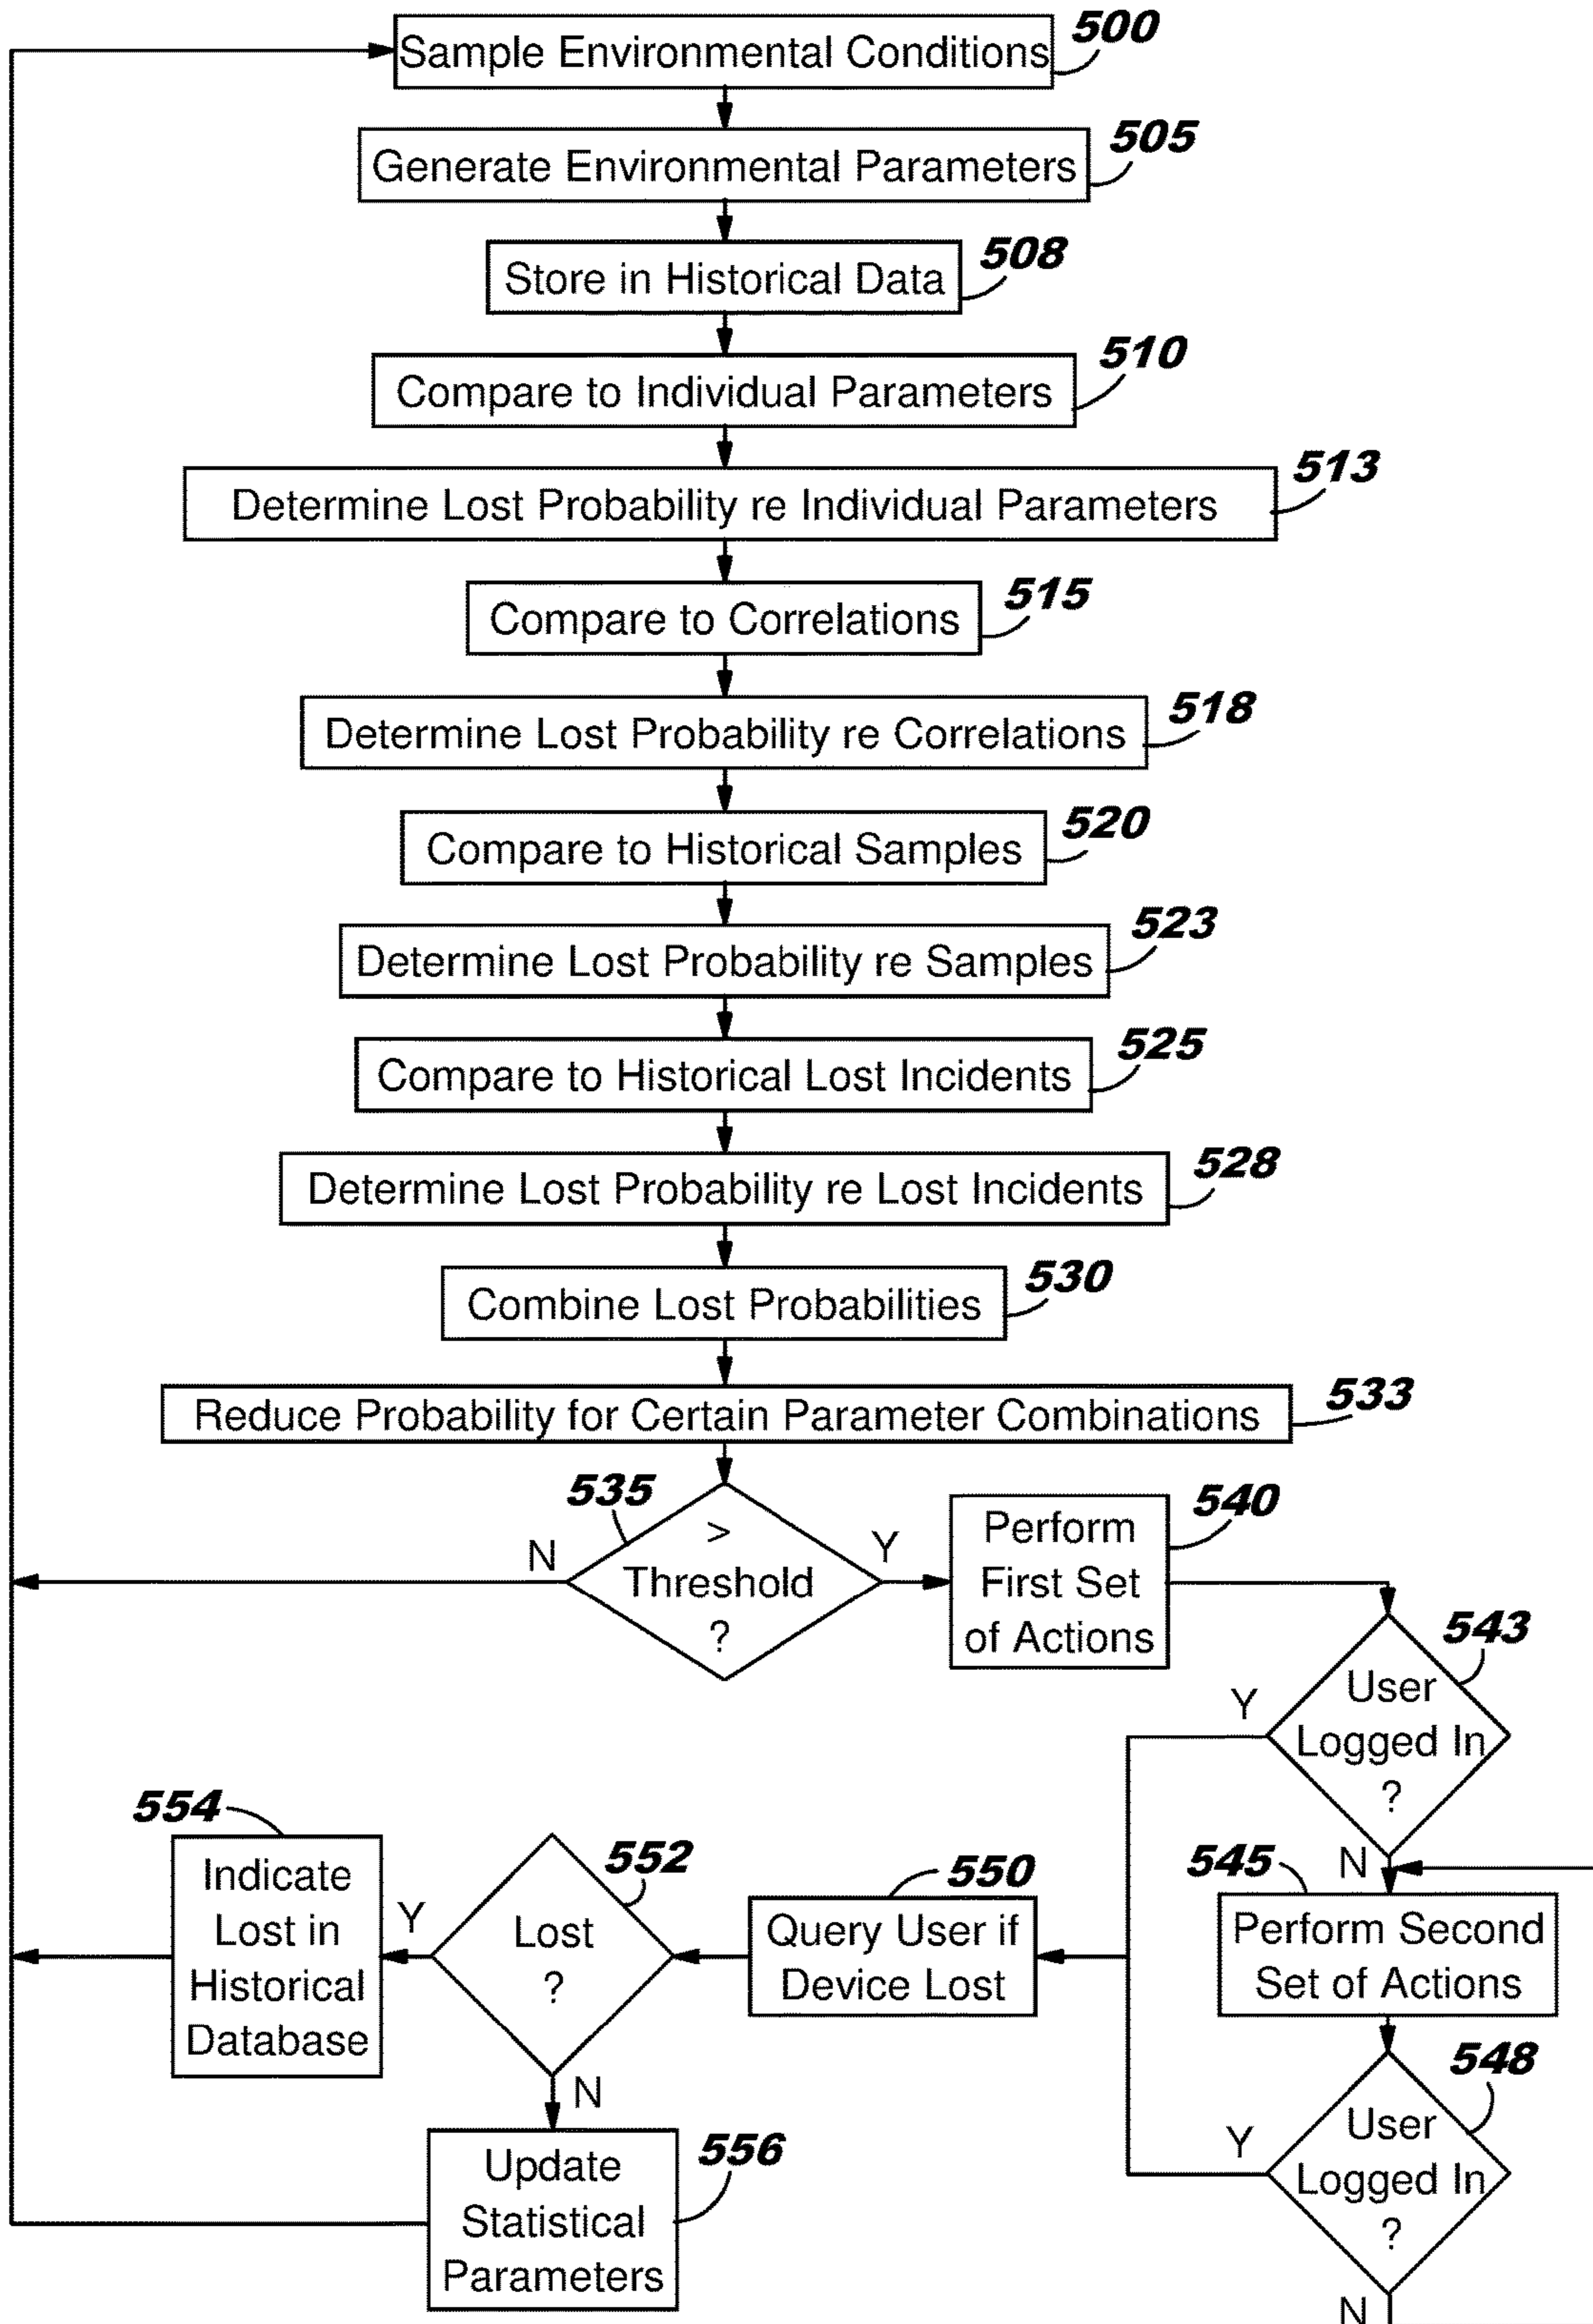 500
Sample Environmental Conditions
505
Generate Environmental Parameters
508
Store in Historical Data
510
Compare to Individual Parameters
513
Determine Lost Probability re Individual Parameters
515
Compare to Correlations
518
Determine Lost Probability re Correlations
520
Compare to Historical Samples
523
Determine Lost Probability re Samples
525
Compare to Historical Lost Incidents
528
Determine Lost Probability re Lost Incidents
530
Combine Lost Probabilities
533
Reduce Probability for Certain Parameter Combinations
535
>
Threshold
?
N
Y
540
Perform
First Set
of Actions
543
User
Logged In
?
Y
N
545
Perform Second
Set of Actions
548
User
Logged In
?
Y
N
550
Query User if
Device Lost
552
Lost
?
Y
N
554
Indicate
Lost in
Historical
Database
556
Update
Statistical
Parameters